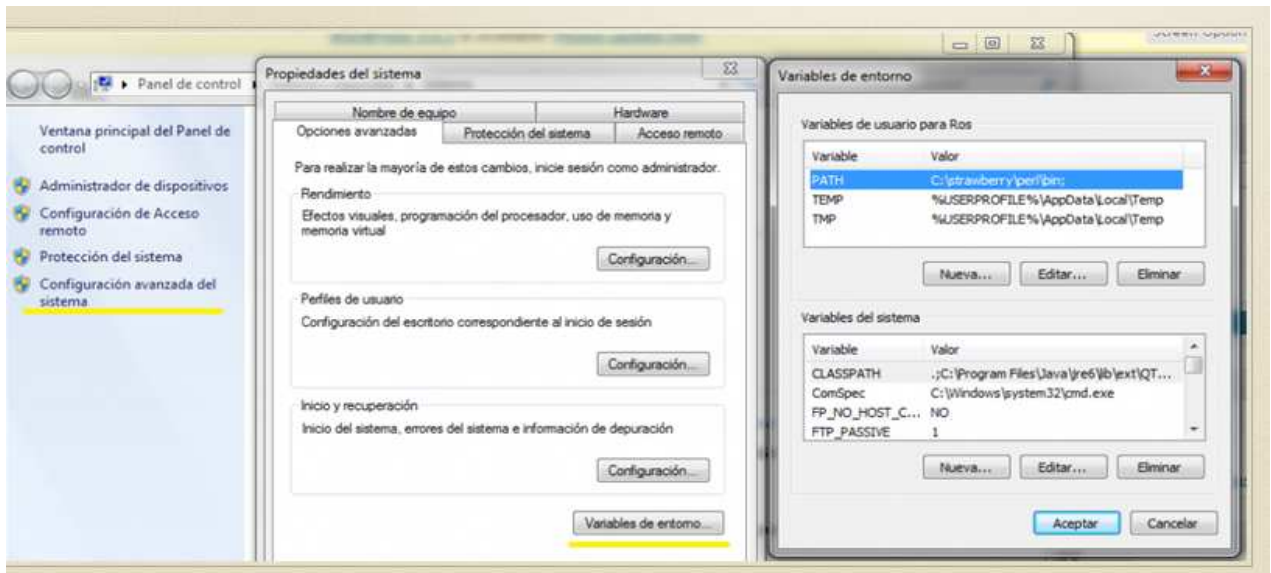 Panel de control
Ventana principal del Panel de
control
Administrador de dispositivos
Configuración de Acceso
remoto
Protección del sistema
Configuración avanzada del
sistema
Propiedades del sistema
Nombre de equipo
Hardware
Opciones avanzadas
Protección del sistema
Acceso remoto
Para realizar la mayoría de estos cambios, inicie sesión como administrador.
Rendimiento
Efectos visuales, programación del procesador, uso de memoria y
memoria virtual
Configuración...
Perfiles de usuario
Configuración del escritorio correspondiente al inicio de sesión
Configuración...
Inicio y recuperación
Inicio del sistema, errores del sistema e información de depuración
Configuración...
Variables de entorno...
Variables de entorno
Variables de usuario para Ros
Variable Valor
PATH C:\strawberry\perl\bin;
TEMP %USERPROFILE%\AppData\Local\Temp
TMP %USERPROFILE%\AppData\Local\Temp
Nueva... Editar... Eliminar
Variables del sistema
Variable Valor
CLASSPATH .;C:\Program Files\Java\jre6\lib\ext\QT...
ComSpec C:\Windows\system32\cmd.exe
FP_NO_HOST_C... NO
FTP_PASSIVE 1
Nueva... Editar... Eliminar
Aceptar Cancelar